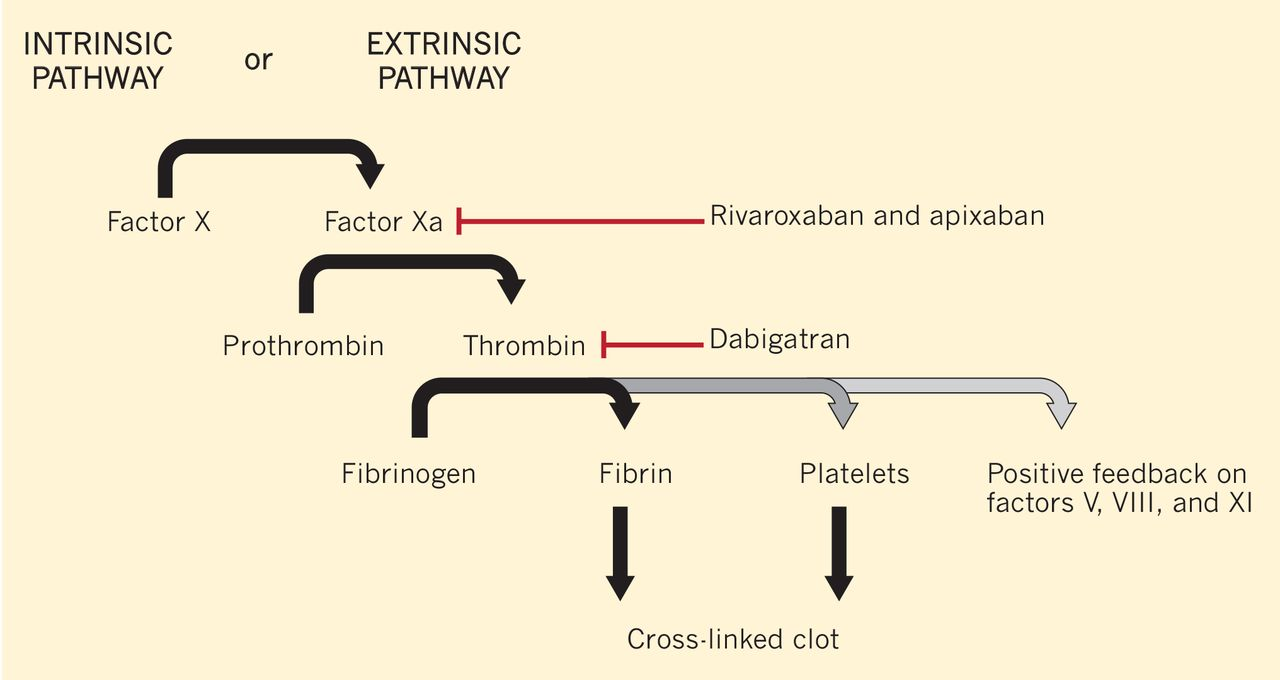 INTRINSIC
PATHWAY
or
EXTRINSIC
PATHWAY
Factor X
Factor Xa
Rivaroxaban and apixaban
Prothrombin
Thrombin
Dabigatran
Fibrinogen
Fibrin
Platelets
Positive feedback on
factors V, VIII, and XI
Cross-linked clot